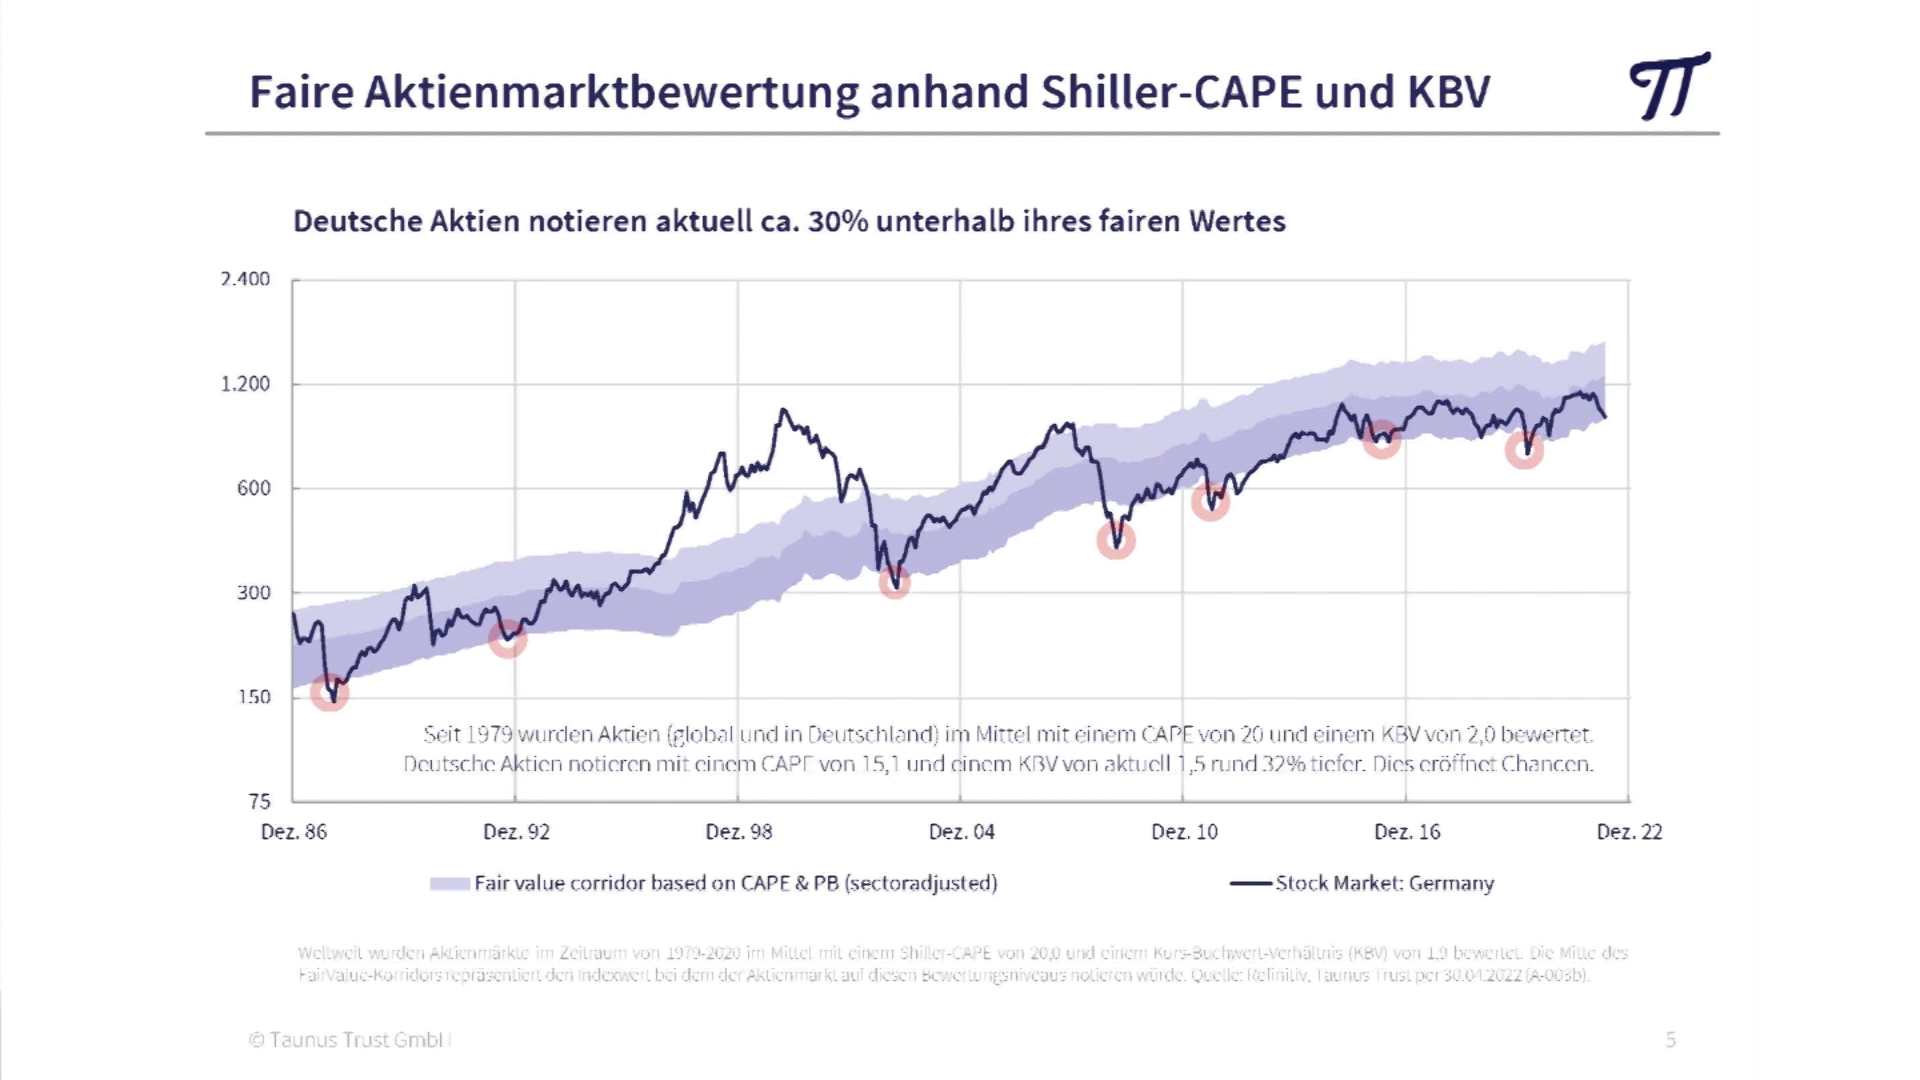 Faire Aktienmarktbewertung anhand Shiller-CAPE und KBV
Deutsche Aktien notieren aktuell ca. 30% unterhalb ihres fairen Wertes
2.400
1.200
600
300
150
75
Seit 1979 wurden Aktien (global und in Deutschland) im Mittel mit einem CAPE von 20 und einem KBV von 2,0 bewertet.
Deutsche Aktien notieren mit einem CAPE von 15,1 und einem KBV von aktuell 1,5 rund 32% tiefer. Dies eröffnet Chancen.
Dez. 86 Dez. 92 Dez. 98 Dez. 04 Dez. 10 Dez. 16 Dez. 22
Fair value corridor based on CAPE & PB (sectoradjusted) Stock Market: Germany
Weltweit wurden Aktienmärkte im Zeitraum von 1979-2020 im Mittel mit einem Shiller-CAPE von 20,0 und einem Kurs-Buchwert-Verhältnis (KBV) von 1,9 bewertet. Die Mitte des
FairValue-Korridors repräsentiert den Indexwert bei dem der Aktienmarkt auf diesen Bewertungsniveaus notieren würde. Quelle: Refinitiv, Taunus Trust per 30.04.2022 (A-003b).
© Taunus Trust GmbH
5